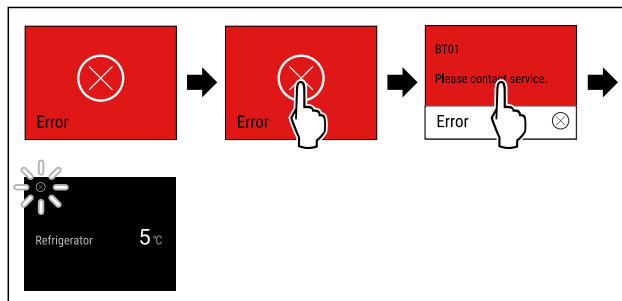 Error
Error
BT01
Please contact service.
Error
Refrigerator 5 °C